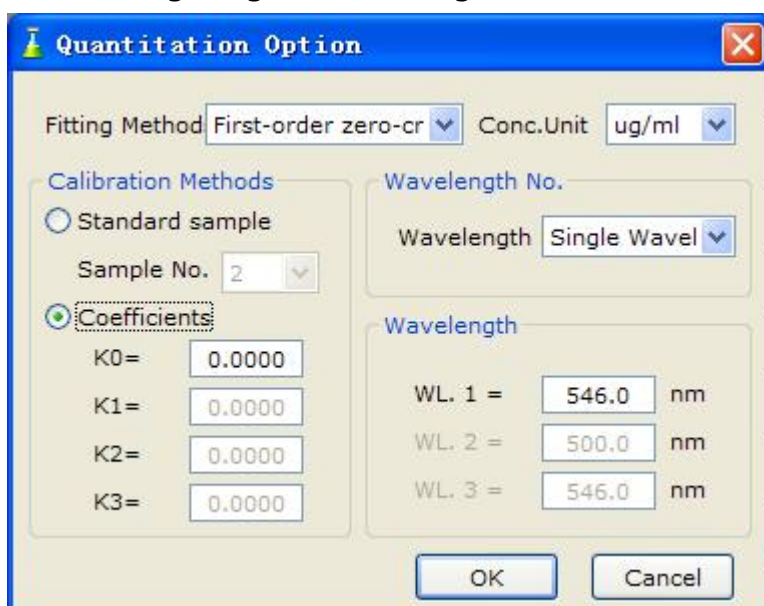 Quantitation Option
Fitting Method First-order zero-cr Conc.Unit ug/ml
Calibration Methods
Standard sample
Sample No. 2
Coefficients
K0= 0.0000
K1= 0.0000
K2= 0.0000
K3= 0.0000
Wavelength No.
Wavelength Single Wavel
Wavelength
WL. 1 = 546.0 nm
WL. 2 = 500.0 nm
WL. 3 = 546.0 nm
OK Cancel